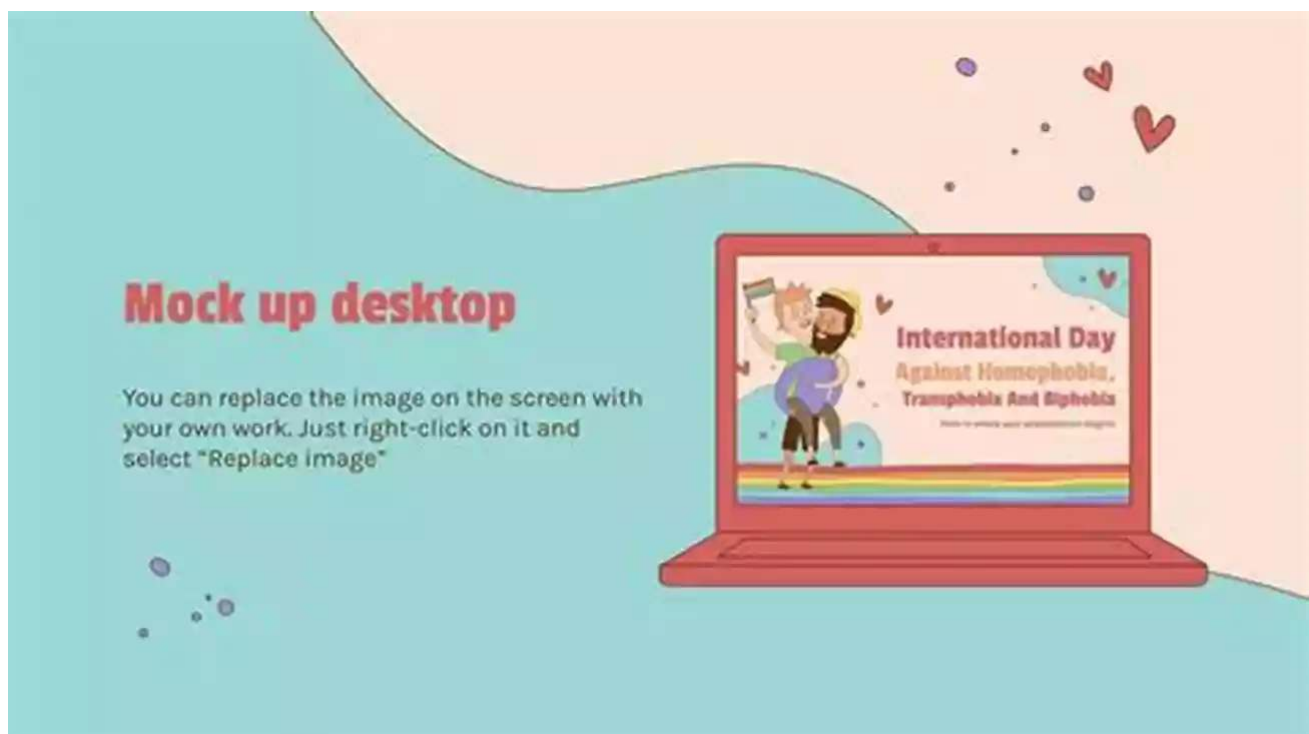 Mock up desktop
You can replace the image on the screen with
your own work. Just right-click on it and
select "Replace image"
International Day
Against Homophobia,
Transphobia And Biphobia